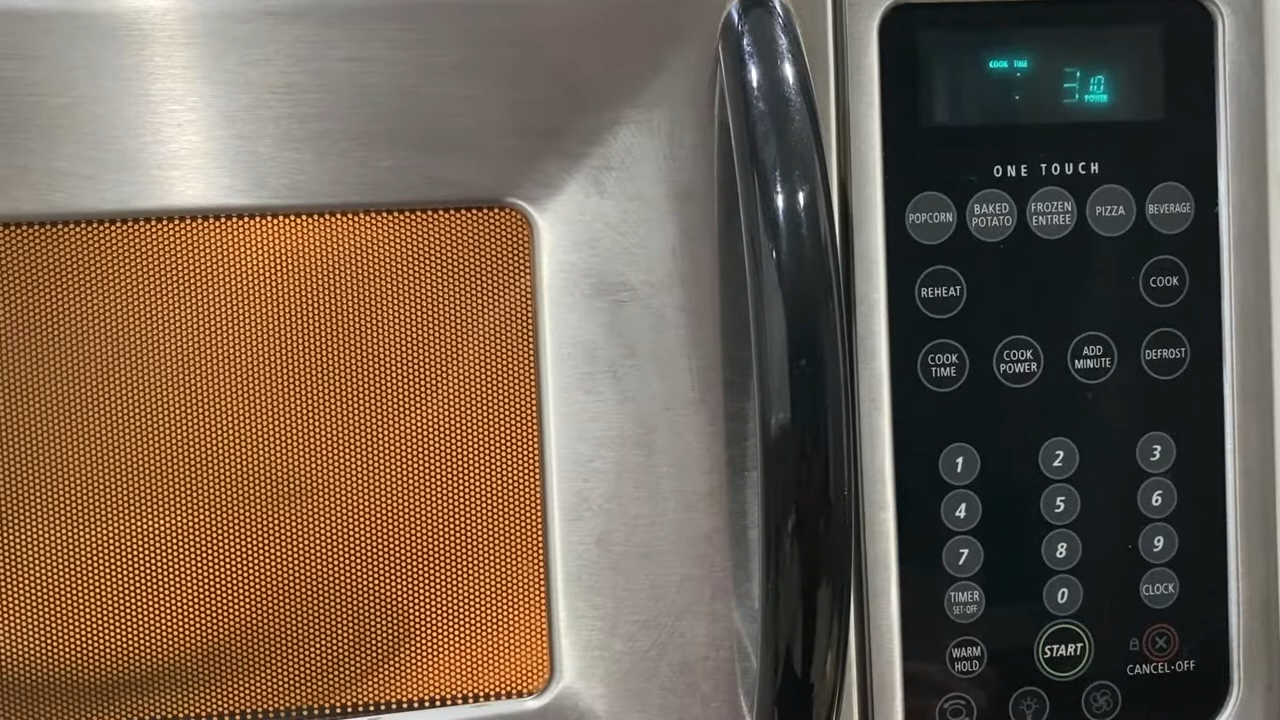 COOK TIME
: 3 10
POWER
ONE TOUCH
POPCORN
BAKED
POTATO
FROZEN
ENTREE
PIZZA
BEVERAGE
REHEAT
COOK
COOK
TIME
COOK
POWER
ADD
MINUTE
DEFROST
1 2 3
4 5 6
7 8 9
TIMER
SET·OFF
0
CLOCK
WARM
HOLD
START
CANCEL·OFF